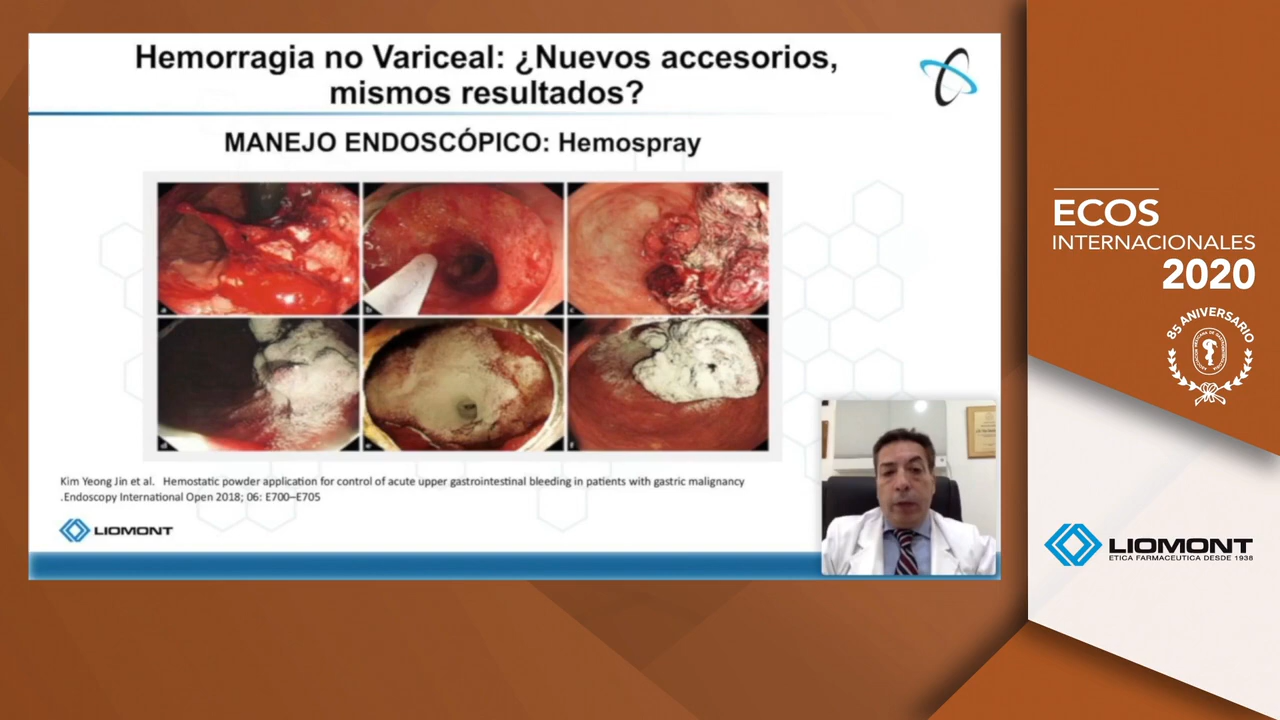 Hemorragia no Variceal: ¿Nuevos accesorios,
mismos resultados?
MANEJO ENDOSCÓPICO: Hemospray
a
b
c
d
e
f
Kim Yeong Jin et al. Hemostatic powder application for control of acute upper gastrointestinal bleeding in patients with gastric malignancy
.Endoscopy International Open 2018; 06: E700–E705
LIOMONT
ECOS
INTERNACIONALES
2020
85 ANIVERSARIO
LIOMONT
ETICA FARMACEUTICA DESDE 1938